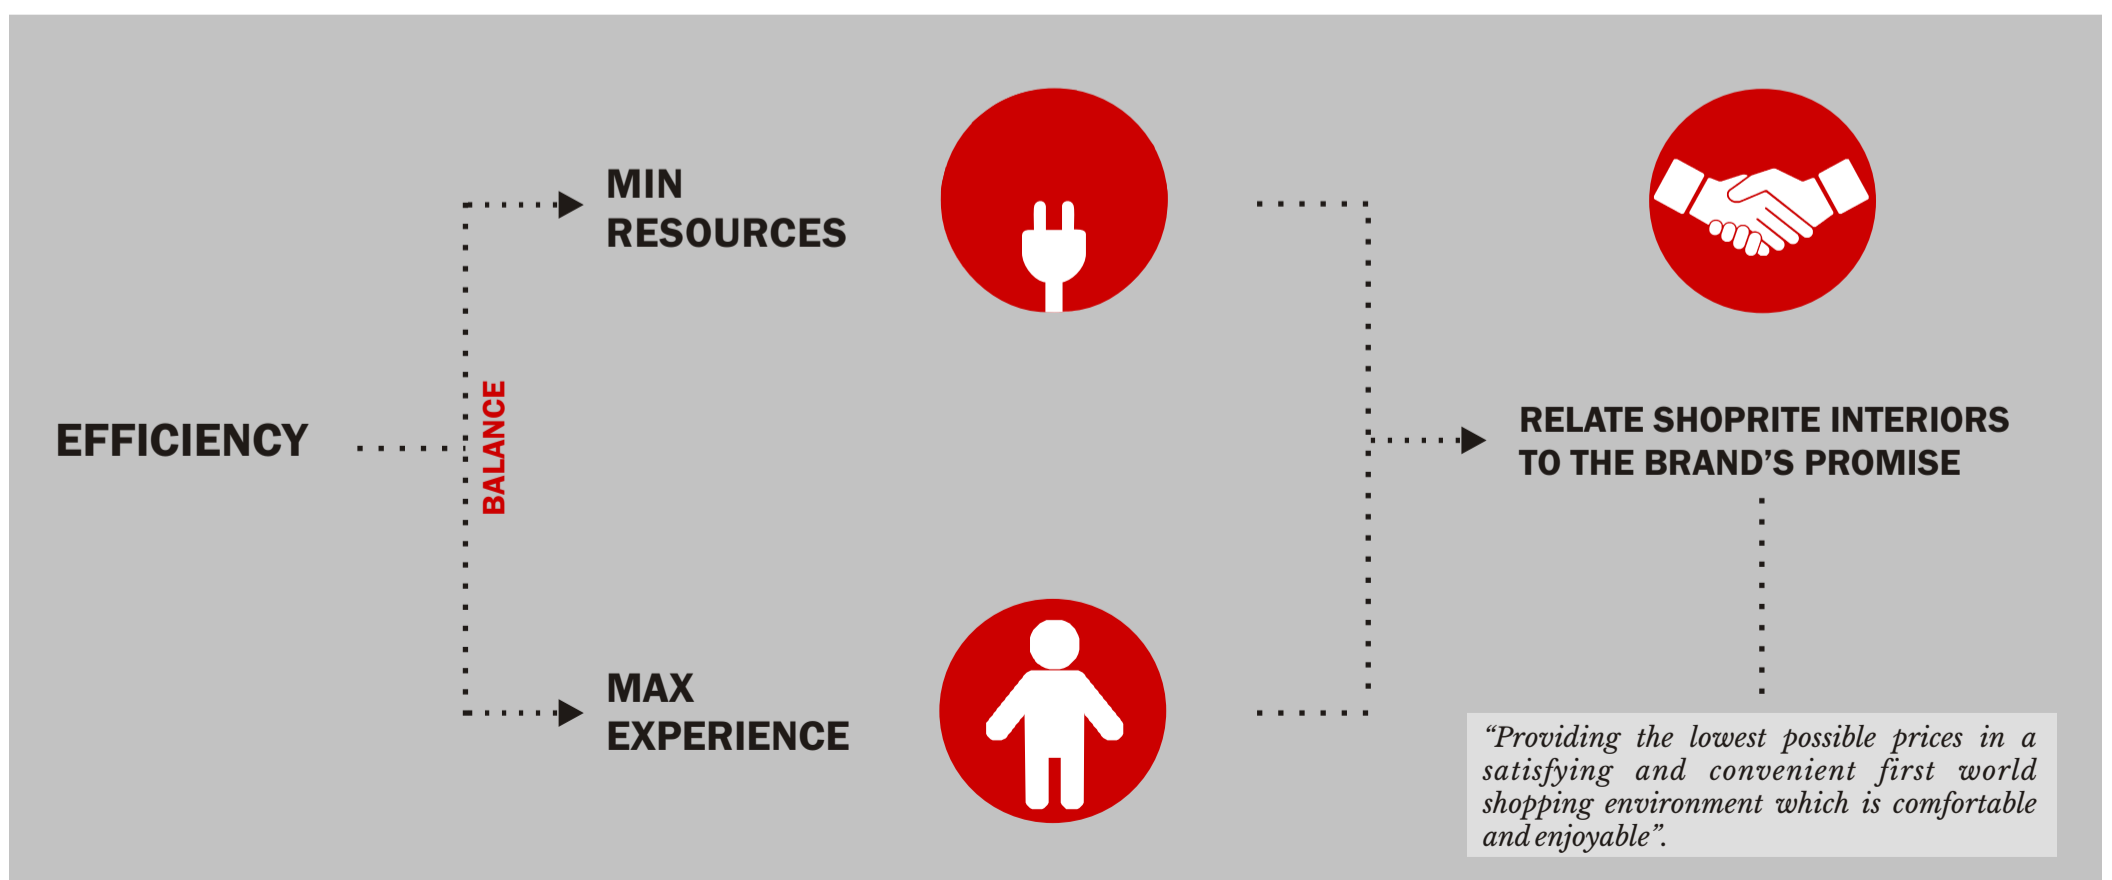 EFFICIENCY
BALANCE
MIN
RESOURCES
MAX
EXPERIENCE
RELATE SHOPRITE INTERIORS
TO THE BRAND’S PROMISE
“Providing the lowest possible prices in a
satisfying and convenient first world
shopping environment which is comfortable
and enjoyable”.